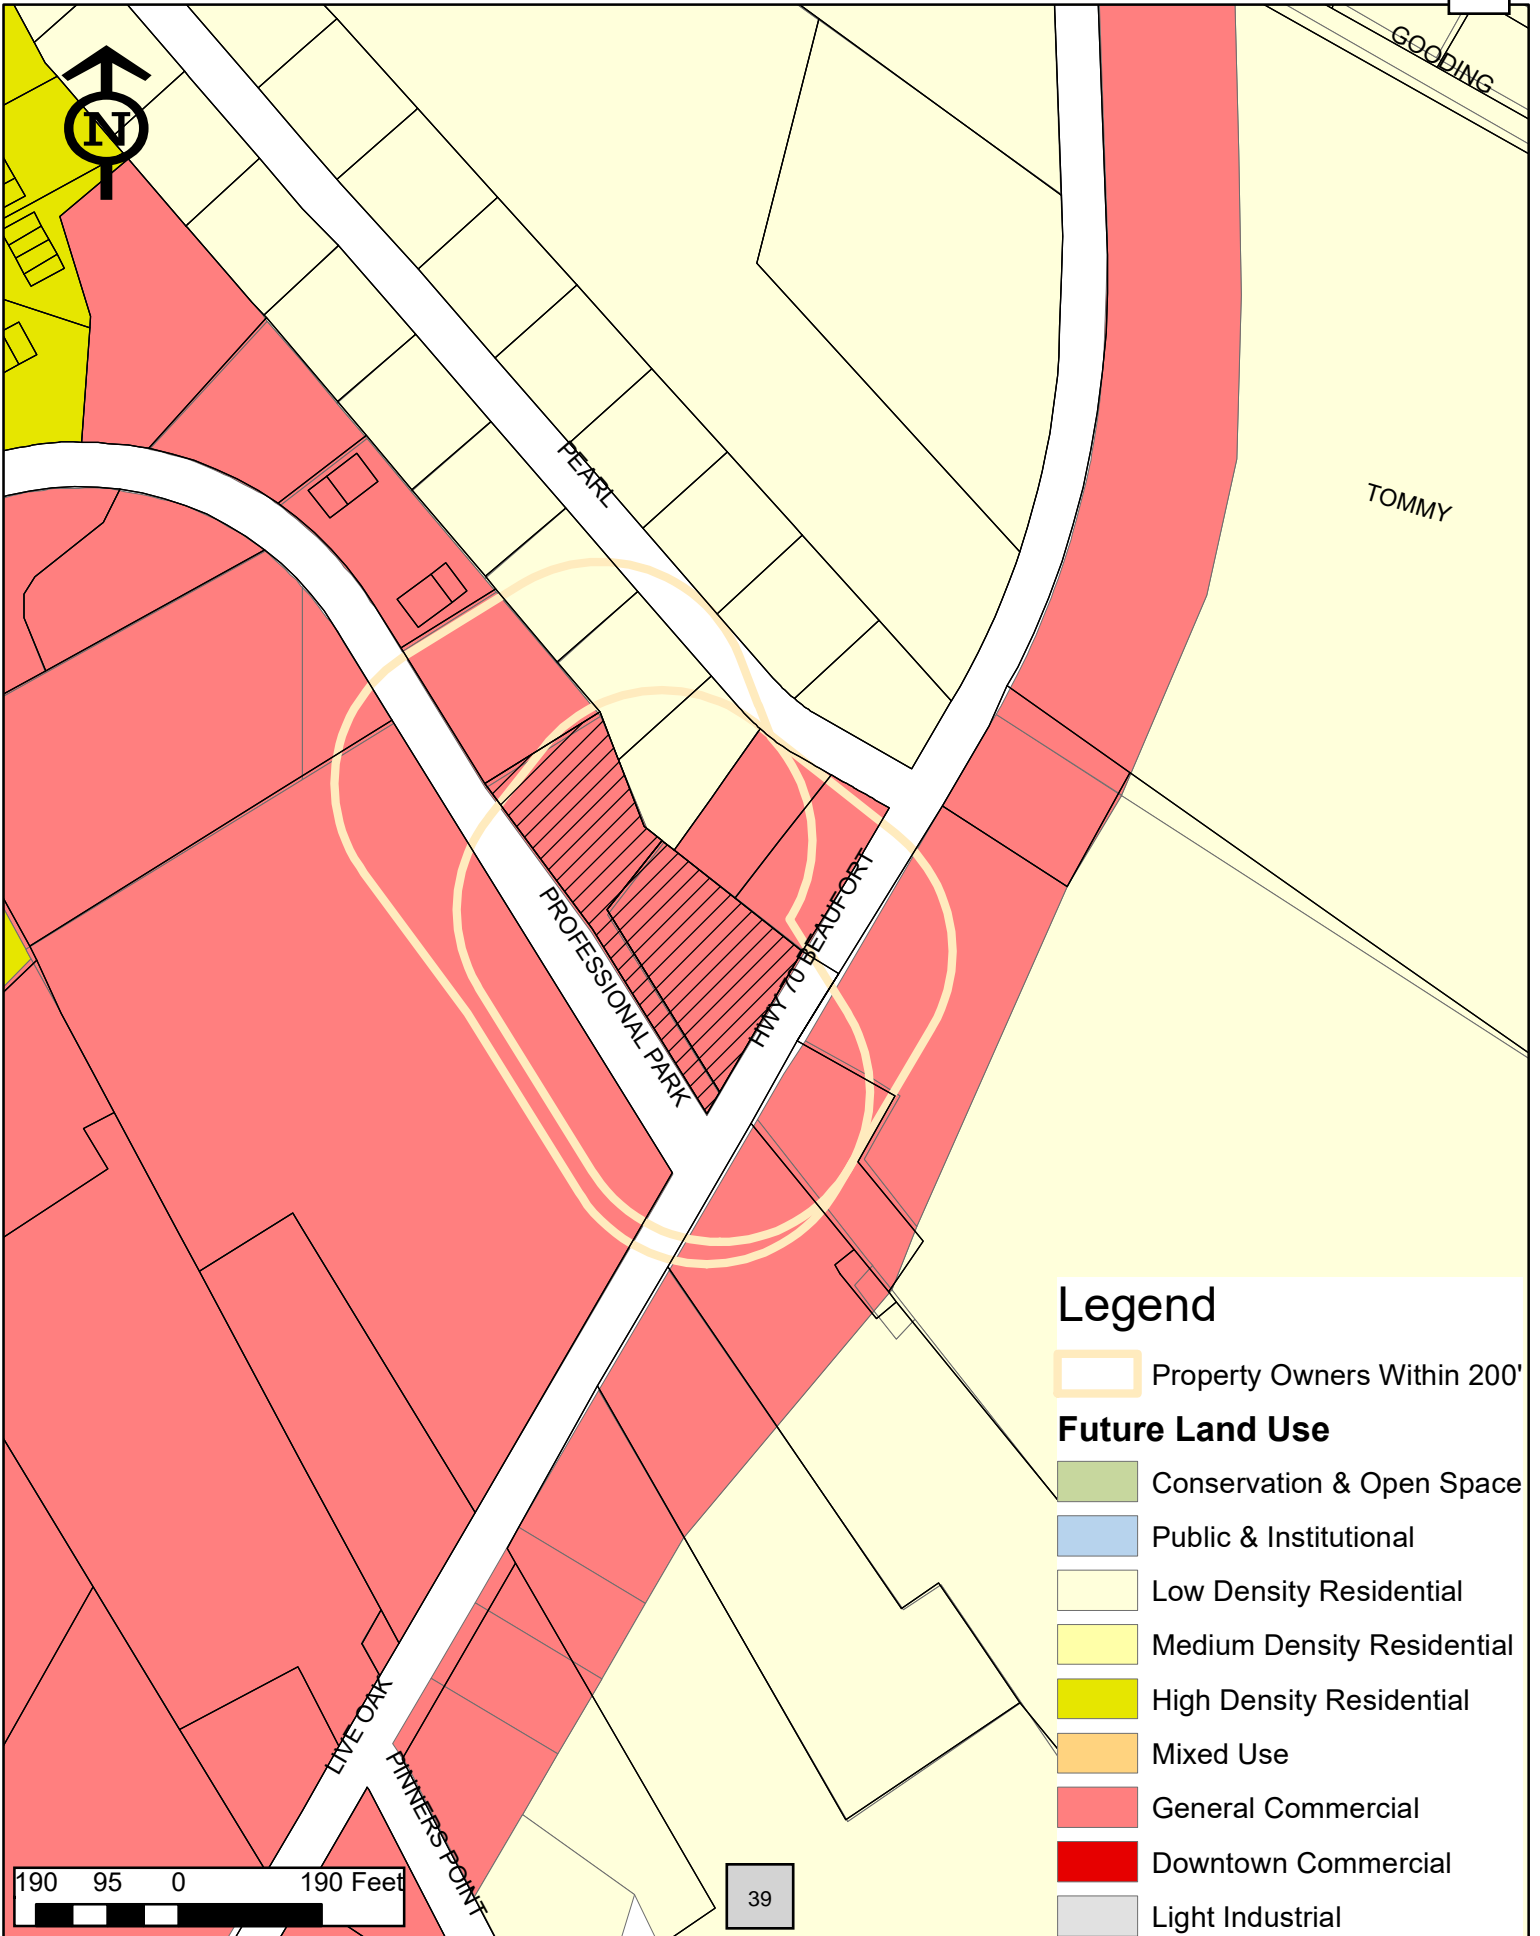 GOODING
N
PEARL
TOMMY
PROFESSIONAL PARK
HWY 70 BEAUFORT
LIVE OAK
PINNERS POINT
Legend
Property Owners Within 200'
Future Land Use
Conservation & Open Space
Public & Institutional
Low Density Residential
Medium Density Residential
High Density Residential
Mixed Use
General Commercial
Downtown Commercial
Light Industrial
190 95 0 190 Feet
39